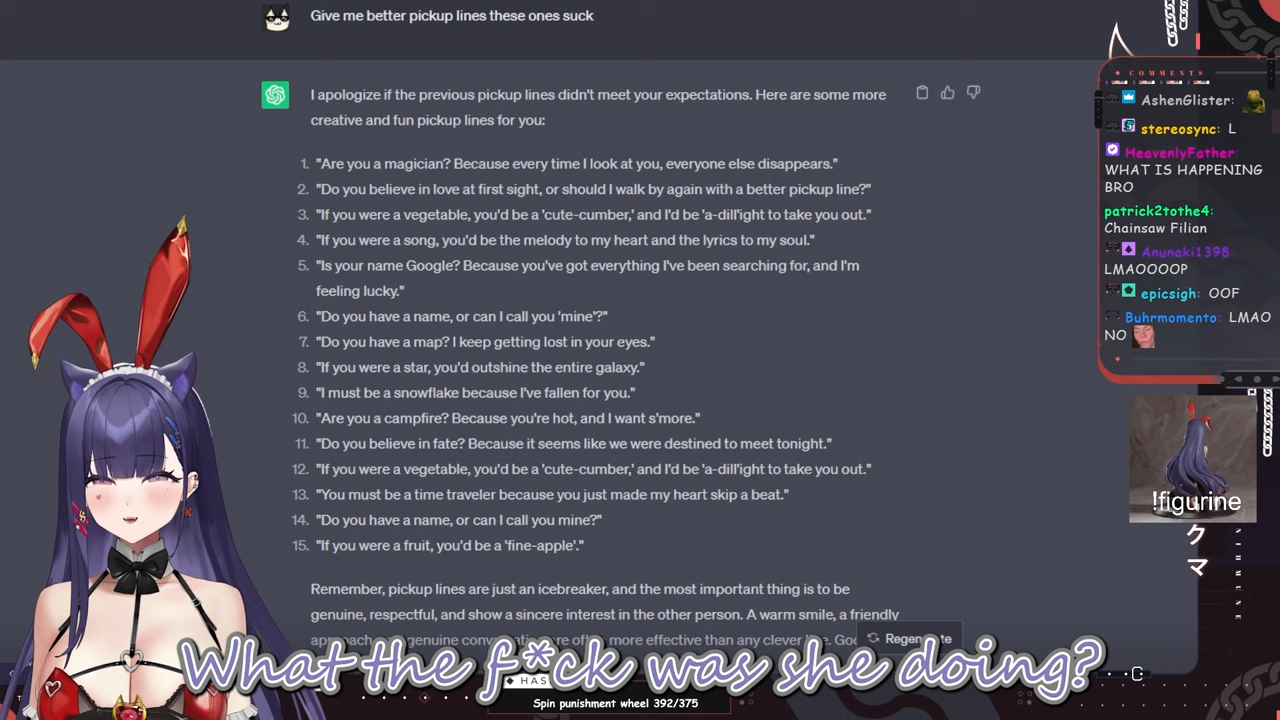 Give me better pickup lines these ones suck
I apologize if the previous pickup lines didn't meet your expectations. Here are some more
creative and fun pickup lines for you:
1. "Are you a magician? Because every time I look at you, everyone else disappears."
2. "Do you believe in love at first sight, or should I walk by again with a better pickup line?"
3. "If you were a vegetable, you'd be a 'cute-cumber,' and I'd be 'a-dill'ight to take you out."
4. "If you were a song, you'd be the melody to my heart and the lyrics to my soul."
5. "Is your name Google? Because you've got everything I've been searching for, and I'm
feeling lucky."
6. "Do you have a name, or can I call you 'mine'?"
7. "Do you have a map? I keep getting lost in your eyes."
8. "If you were a star, you'd outshine the entire galaxy."
9. "I must be a snowflake because I've fallen for you."
10. "Are you a campfire? Because you're hot, and I want s'more."
11. "Do you believe in fate? Because it seems like we were destined to meet tonight."
12. "If you were a vegetable, you'd be a 'cute-cumber,' and I'd be 'a-dill'ight to take you out."
13. "You must be a time traveler because you just made my heart skip a beat."
14. "Do you have a name, or can I call you mine?"
15. "If you were a fruit, you'd be a 'fine-apple'."
Remember, pickup lines are just an icebreaker, and the most important thing is to be
genuine, respectful, and show a sincere interest in the other person. A warm smile, a friendly
more effective than any clever
Regenerate
What the f*ck was she doing?
HAS
Spin punishment wheel 392/375
COMMENTS
AshenGlister:
stereosync: L
HeavenlyFather:
WHAT IS HAPPENING
BRO
patrick2tothe4:
Chainsaw Filian
Anunaki1398
LMAOOOOP
epicsigh: OOF
Buhrmomento: LMAO
NO
!figurine
クマ